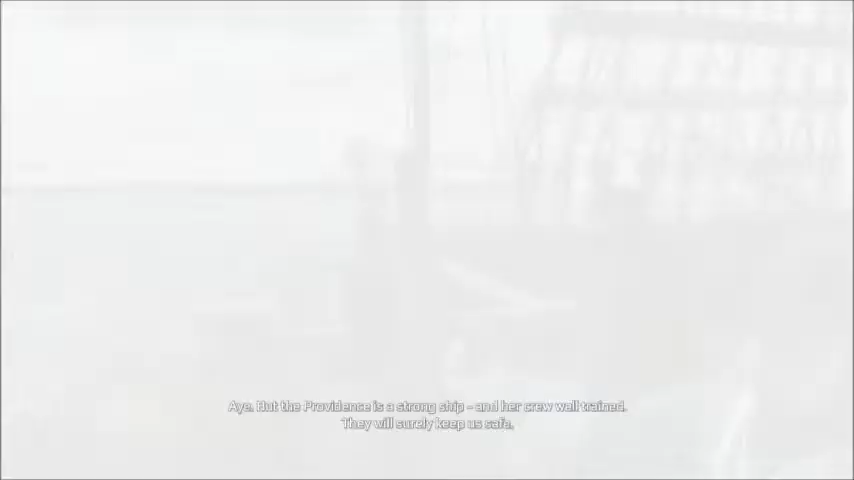 Aye. But the Providence is a strong ship - and her crew well trained.
They will surely keep us safe.